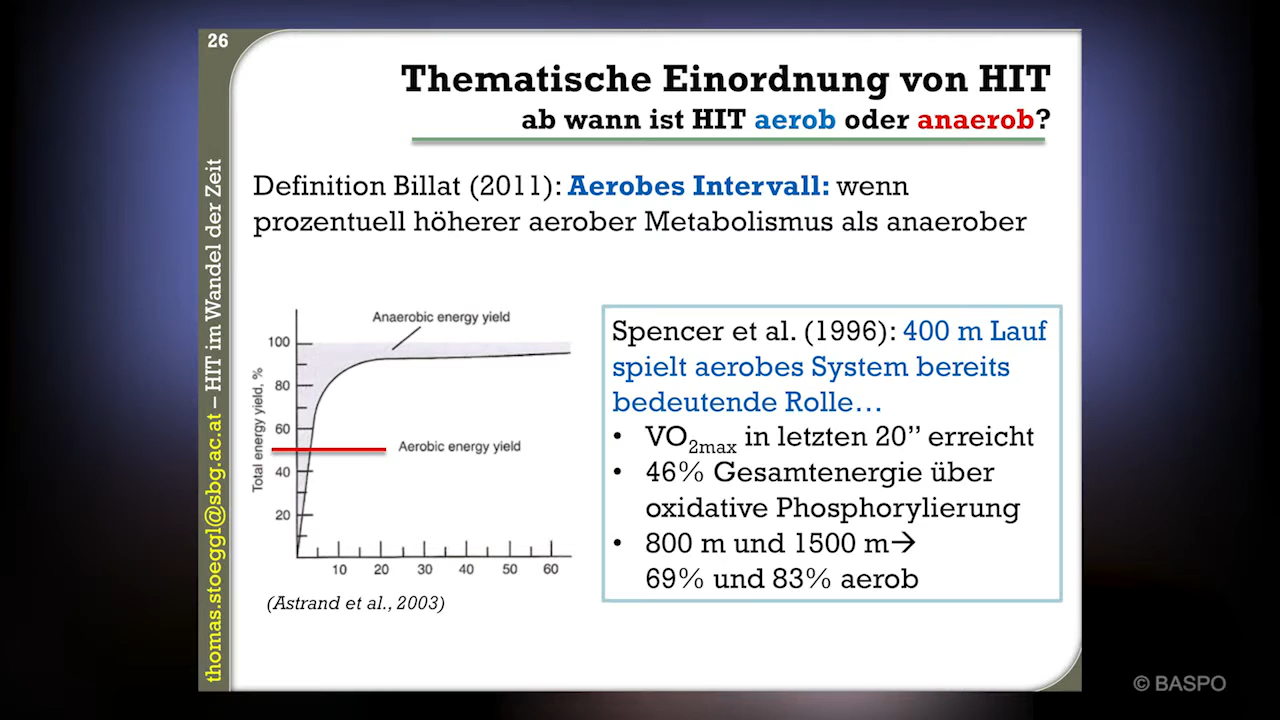 26
Thematische Einordnung von HIT
ab wann ist HIT aerob oder anaerob?
Definition Billat (2011): Aerobes Intervall: wenn
prozentuell höherer aerober Metabolismus als anaerober
Anaerobic energy yield
100
80
60
40
20
Total energy yield, %
Aerobic energy yield
10 20 30 40 50 60
(Astrand et al., 2003)
Spencer et al. (1996): 400 m Lauf
spielt aerobes System bereits
bedeutende Rolle…
• VO2max in letzten 20” erreicht
• 46% Gesamtenergie über
oxidative Phosphorylierung
• 800 m und 1500 m→
69% und 83% aerob
thomas.stoeggl@sbg.ac.at – HIT im Wandel der Zeit
© BASPO